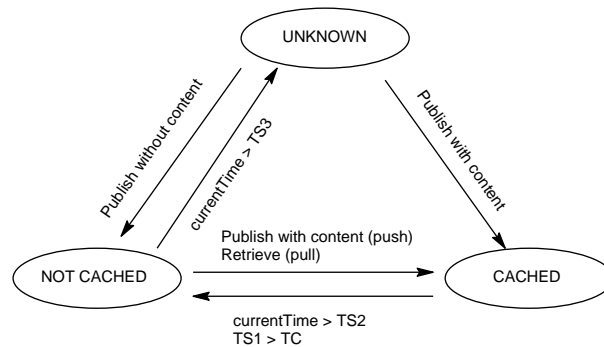 UNKNOWN
Publish without content
currentTime > TS3
Publish with content
Publish with content (push)
Retrieve (pull)
NOT CACHED
CACHED
currentTime > TS2
TS1 > TC